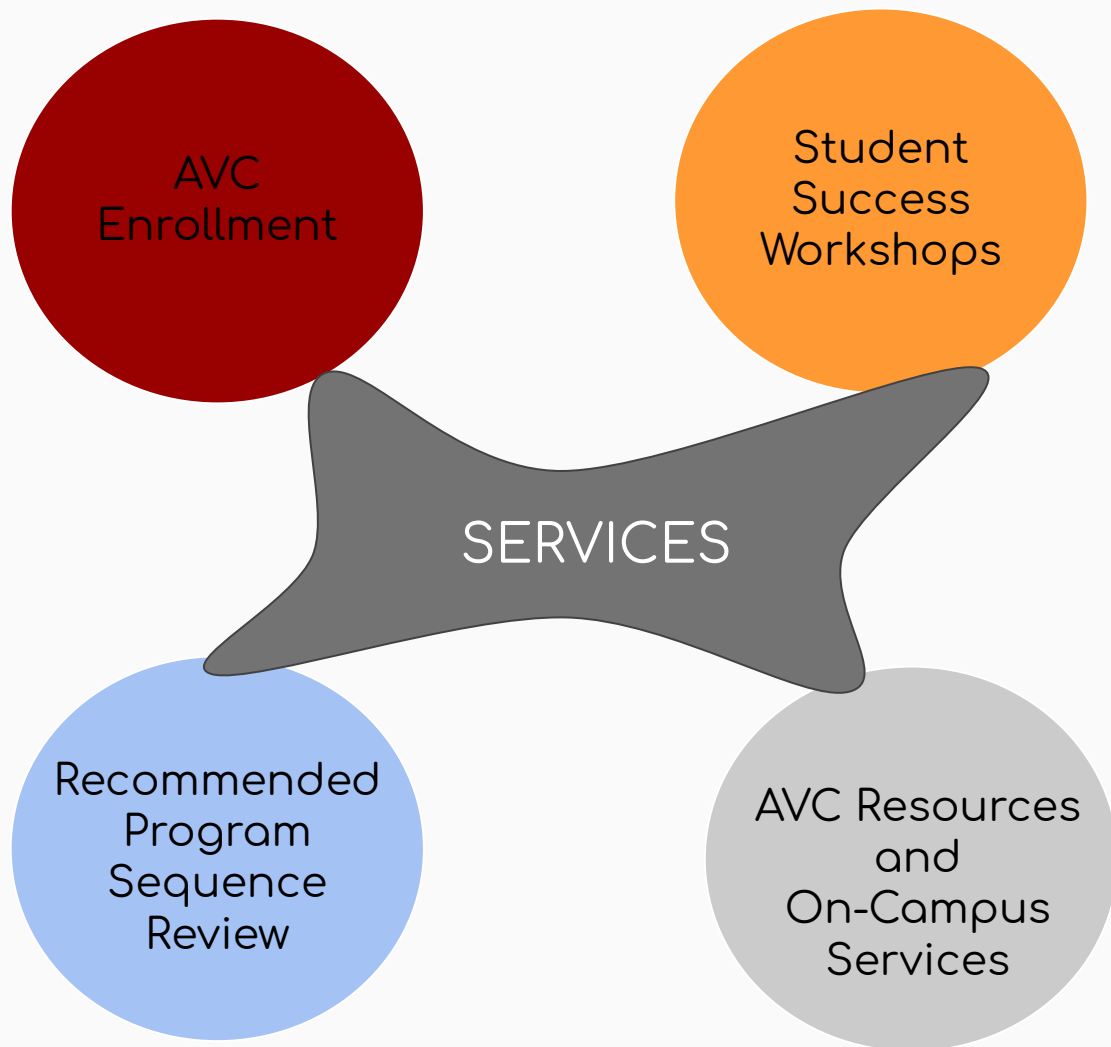 AVC
Enrollment
Student
Success
Workshops
SERVICES
Recommended
Program
Sequence
Review
AVC Resources
and
On-Campus
Services